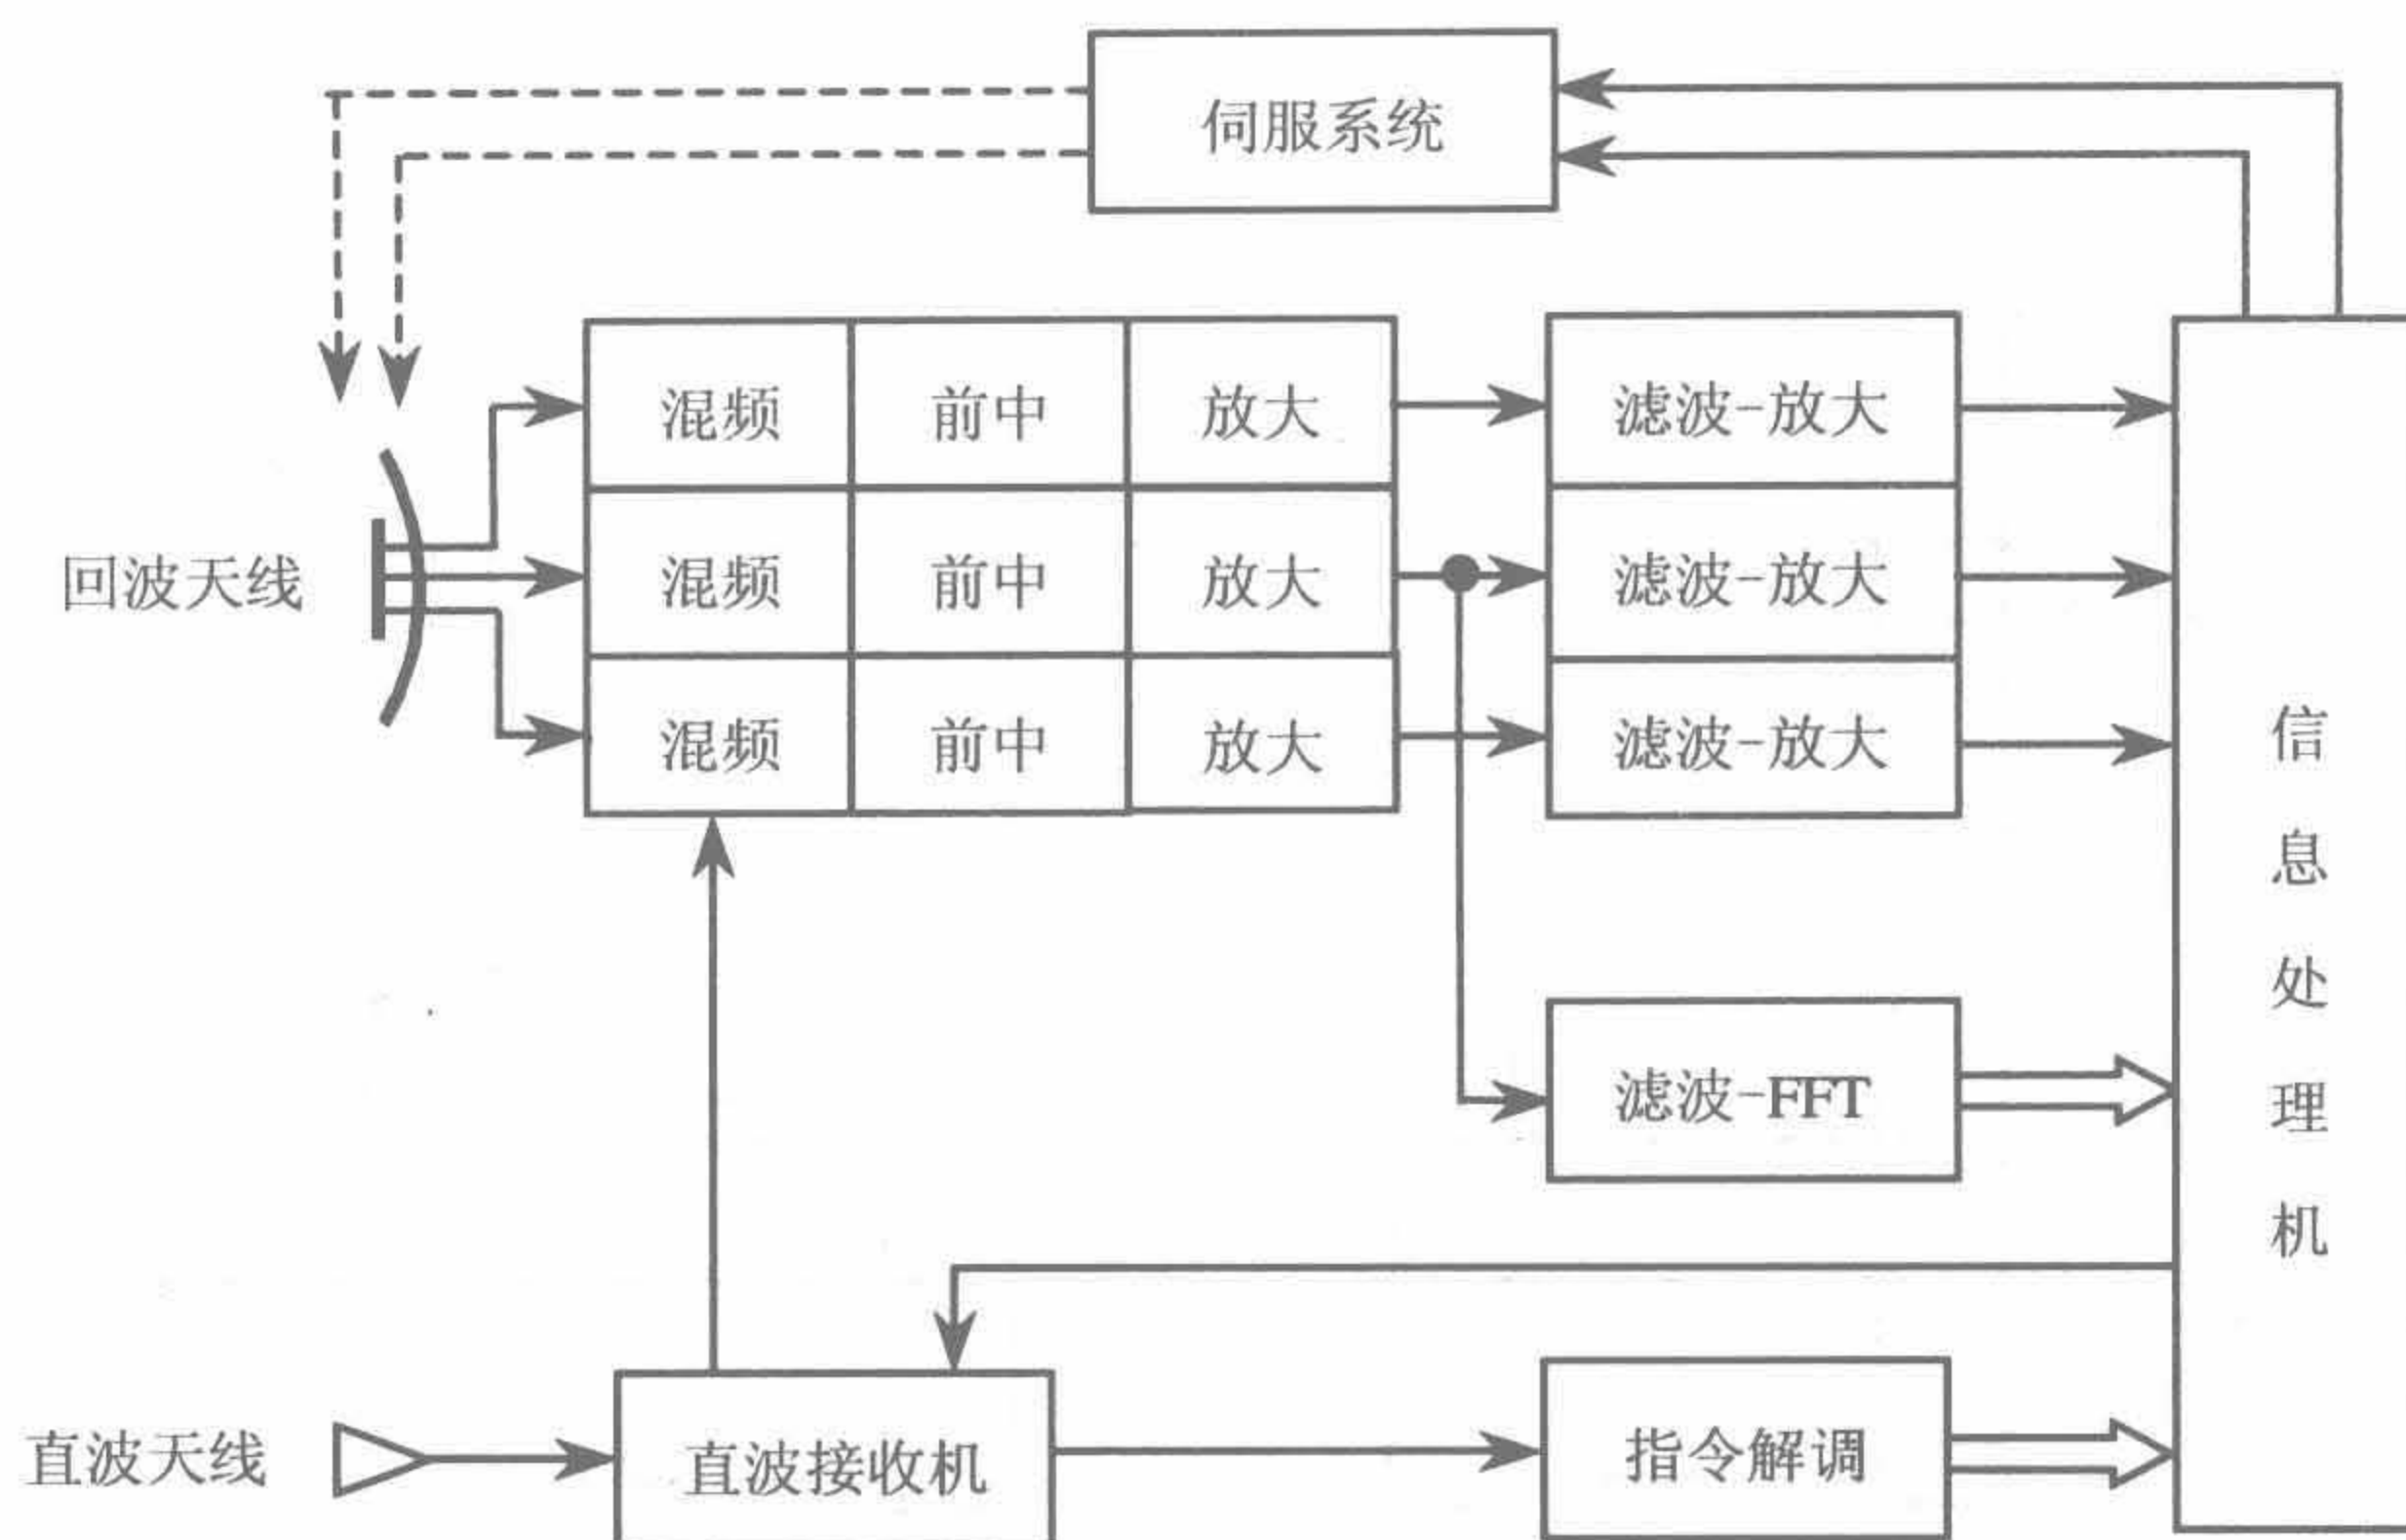 伺服系统
混频 前中 放大 滤波-放大
回波天线 混频 前中 放大 滤波-放大
混频 前中 放大 滤波-放大
信息处理机
滤波-FFT
直波天线 直波接收机 指令解调